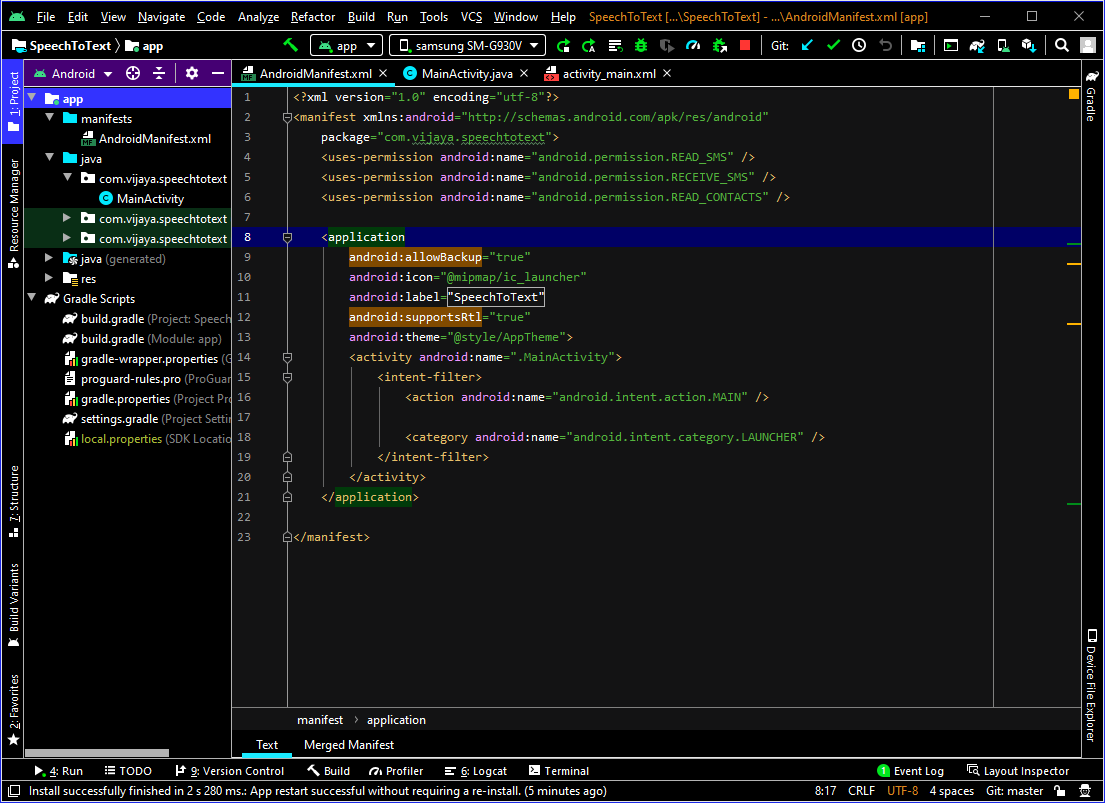 File Edit View Navigate Code Analyze Refactor Build Run Tools VCS Window Help SpeechToText [...\SpeechToText] - ...\AndroidManifest.xml [app]
SpeechToText app app samsung SM-G930V Git:
Android AndroidManifest.xml MainActivity.java activity_main.xml
1: Project
Resource Manager
7: Structure
Build Variants
2: Favorites
app
manifests
AndroidManifest.xml
java
com.vijaya.speechtotext
MainActivity
com.vijaya.speechtotext
com.vijaya.speechtotext
java (generated)
res
Gradle Scripts
build.gradle (Project: Speech
build.gradle (Module: app)
gradle-wrapper.properties (G
proguard-rules.pro (ProGuar
gradle.properties (Project Pro
settings.gradle (Project Settin
local.properties (SDK Locatio
1 <?xml version="1.0" encoding="utf-8"?>
2 <manifest xmlns:android="http://schemas.android.com/apk/res/android"
3 package="com.vijaya.speechtotext">
4 <uses-permission android:name="android.permission.READ_SMS" />
5 <uses-permission android:name="android.permission.RECEIVE_SMS" />
6 <uses-permission android:name="android.permission.READ_CONTACTS" />
7
8 <application
9 android:allowBackup="true"
10 android:icon="@mipmap/ic_launcher"
11 android:label="SpeechToText"
12 android:supportsRtl="true"
13 android:theme="@style/AppTheme">
14 <activity android:name=".MainActivity">
15 <intent-filter>
16 <action android:name="android.intent.action.MAIN" />
17
18 <category android:name="android.intent.category.LAUNCHER" />
19 </intent-filter>
20 </activity>
21 </application>
22
23 </manifest>
Gradle
Device File Explorer
manifest › application
Text Merged Manifest
4: Run TODO 9: Version Control Build Profiler 6: Logcat Terminal 1 Event Log Layout Inspector
Install successfully finished in 2 s 280 ms.: App restart successful without requiring a re-install. (5 minutes ago) 8:17 CRLF UTF-8 4 spaces Git: master